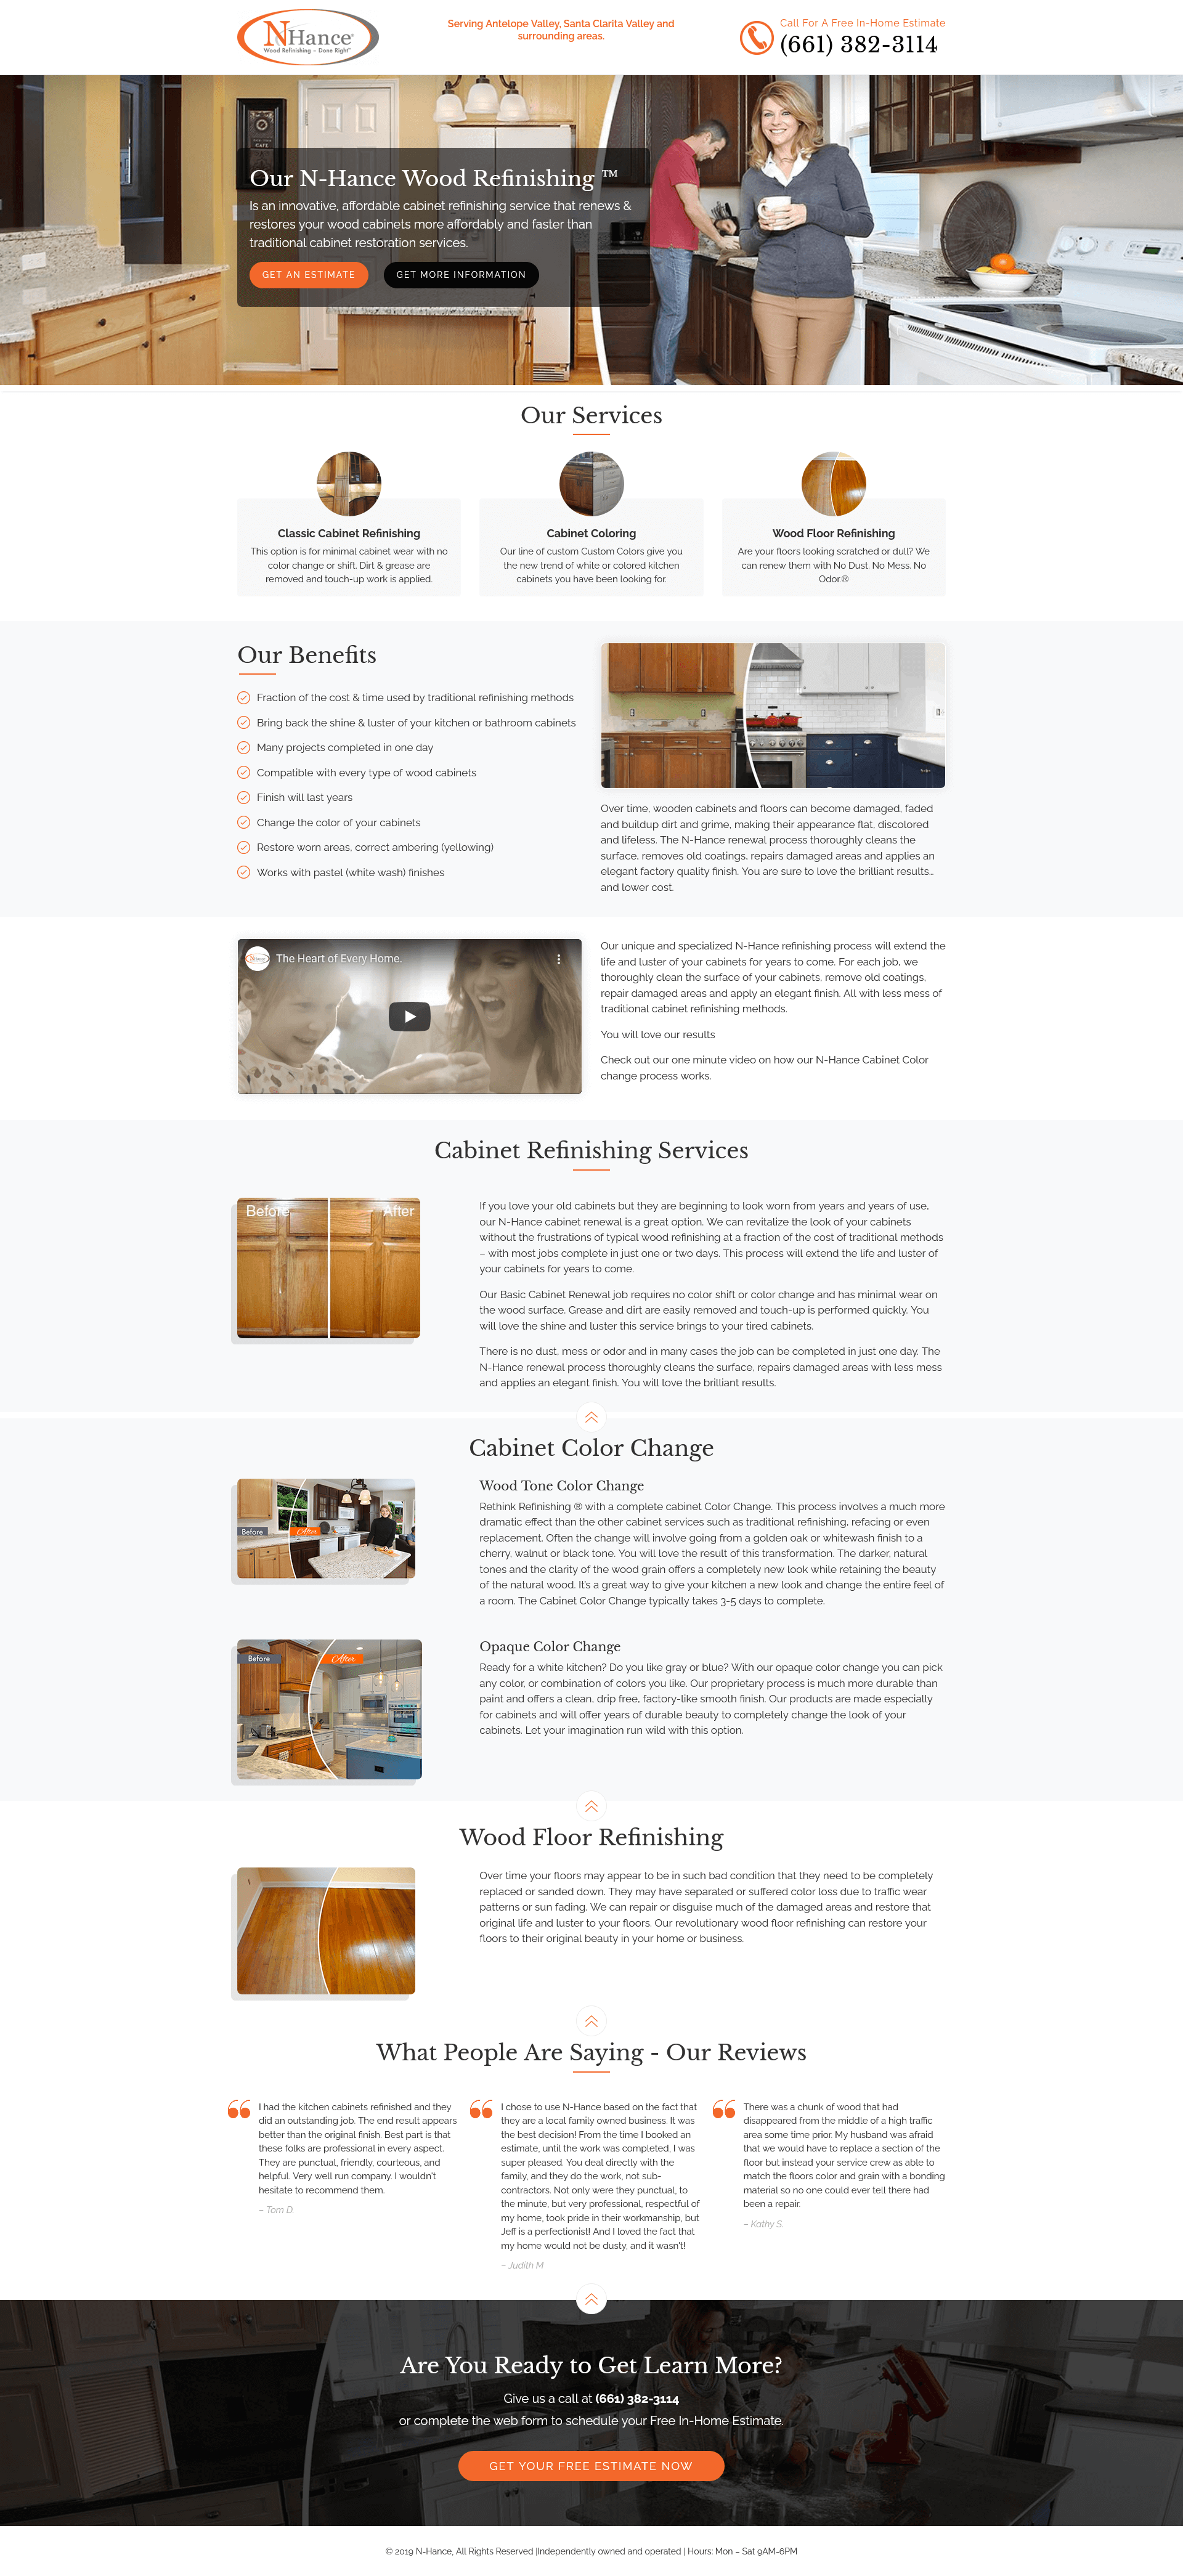 NHance®
Wood Refinishing ~ Done Right™
Serving Antelope Valley, Santa Clarita Valley and
surrounding areas.
Call For A Free In-Home Estimate
(661) 382-3114
CAFE
Our N-Hance Wood Refinishing ™
Is an innovative, affordable cabinet refinishing service that renews &
restores your wood cabinets more affordably and faster than
traditional cabinet restoration services.
GET AN ESTIMATE
GET MORE INFORMATION
Our Services
Classic Cabinet Refinishing
This option is for minimal cabinet wear with no
color change or shift. Dirt & grease are
removed and touch-up work is applied.
Cabinet Coloring
Our line of custom Custom Colors give you
the new trend of white or colored kitchen
cabinets you have been looking for.
Wood Floor Refinishing
Are your floors looking scratched or dull? We
can renew them with No Dust. No Mess. No
Odor.®
Our Benefits
Fraction of the cost & time used by traditional refinishing methods
Bring back the shine & luster of your kitchen or bathroom cabinets
Many projects completed in one day
Compatible with every type of wood cabinets
Finish will last years
Change the color of your cabinets
Restore worn areas, correct ambering (yellowing)
Works with pastel (white wash) finishes
Over time, wooden cabinets and floors can become damaged, faded
and buildup dirt and grime, making their appearance flat, discolored
and lifeless. The N-Hance renewal process thoroughly cleans the
surface, removes old coatings, repairs damaged areas and applies an
elegant factory quality finish. You are sure to love the brilliant results…
and lower cost.
The Heart of Every Home.
Our unique and specialized N-Hance refinishing process will extend the
life and luster of your cabinets for years to come. For each job, we
thoroughly clean the surface of your cabinets, remove old coatings,
repair damaged areas and apply an elegant finish. All with less mess of
traditional cabinet refinishing methods.
You will love our results
Check out our one minute video on how our N-Hance Cabinet Color
change process works.
Cabinet Refinishing Services
Before
After
If you love your old cabinets but they are beginning to look worn from years and years of use,
our N-Hance cabinet renewal is a great option. We can revitalize the look of your cabinets
without the frustrations of typical wood refinishing at a fraction of the cost of traditional methods
– with most jobs complete in just one or two days. This process will extend the life and luster of
your cabinets for years to come.
Our Basic Cabinet Renewal job requires no color shift or color change and has minimal wear on
the wood surface. Grease and dirt are easily removed and touch-up is performed quickly. You
will love the shine and luster this service brings to your tired cabinets.
There is no dust, mess or odor and in many cases the job can be completed in just one day. The
N-Hance renewal process thoroughly cleans the surface, repairs damaged areas with less mess
and applies an elegant finish. You will love the brilliant results.
Cabinet Color Change
Before
After
Wood Tone Color Change
Rethink Refinishing ® with a complete cabinet Color Change. This process involves a much more
dramatic effect than the other cabinet services such as traditional refinishing, refacing or even
replacement. Often the change will involve going from a golden oak or whitewash finish to a
cherry, walnut or black tone. You will love the result of this transformation. The darker, natural
tones and the clarity of the wood grain offers a completely new look while retaining the beauty
of the natural wood. It's a great way to give your kitchen a new look and change the entire feel of
a room. The Cabinet Color Change typically takes 3-5 days to complete.
Before
After
Opaque Color Change
Ready for a white kitchen? Do you like gray or blue? With our opaque color change you can pick
any color, or combination of colors you like. Our proprietary process is much more durable than
paint and offers a clean, drip free, factory-like smooth finish. Our products are made especially
for cabinets and will offer years of durable beauty to completely change the look of your
cabinets. Let your imagination run wild with this option.
Wood Floor Refinishing
Over time your floors may appear to be in such bad condition that they need to be completely
replaced or sanded down. They may have separated or suffered color loss due to traffic wear
patterns or sun fading. We can repair or disguise much of the damaged areas and restore that
original life and luster to your floors. Our revolutionary wood floor refinishing can restore your
floors to their original beauty in your home or business.
What People Are Saying - Our Reviews
I had the kitchen cabinets refinished and they
did an outstanding job. The end result appears
better than the original finish. Best part is that
these folks are professional in every aspect.
They are punctual, friendly, courteous, and
helpful. Very well run company. I wouldn't
hesitate to recommend them.
– Tom D.
I chose to use N-Hance based on the fact that
they are a local family owned business. It was
the best decision! From the time I booked an
estimate, until the work was completed, I was
super pleased. You deal directly with the
family, and they do the work, not sub-
contractors. Not only were they punctual, to
the minute, but very professional, respectful of
my home, took pride in their workmanship, but
Jeff is a perfectionist! And I loved the fact that
my home would not be dusty, and it wasn't!
– Judith M
There was a chunk of wood that had
disappeared from the middle of a high traffic
area some time prior. My husband was afraid
that we would have to replace a section of the
floor but instead your service crew as able to
match the floors color and grain with a bonding
material so no one could ever tell there had
been a repair.
– Kathy S.
Are You Ready to Get Learn More?
Give us a call at (661) 382-3114
or complete the web form to schedule your Free In-Home Estimate.
GET YOUR FREE ESTIMATE NOW
© 2019 N-Hance, All Rights Reserved |Independently owned and operated | Hours: Mon – Sat 9AM-6PM